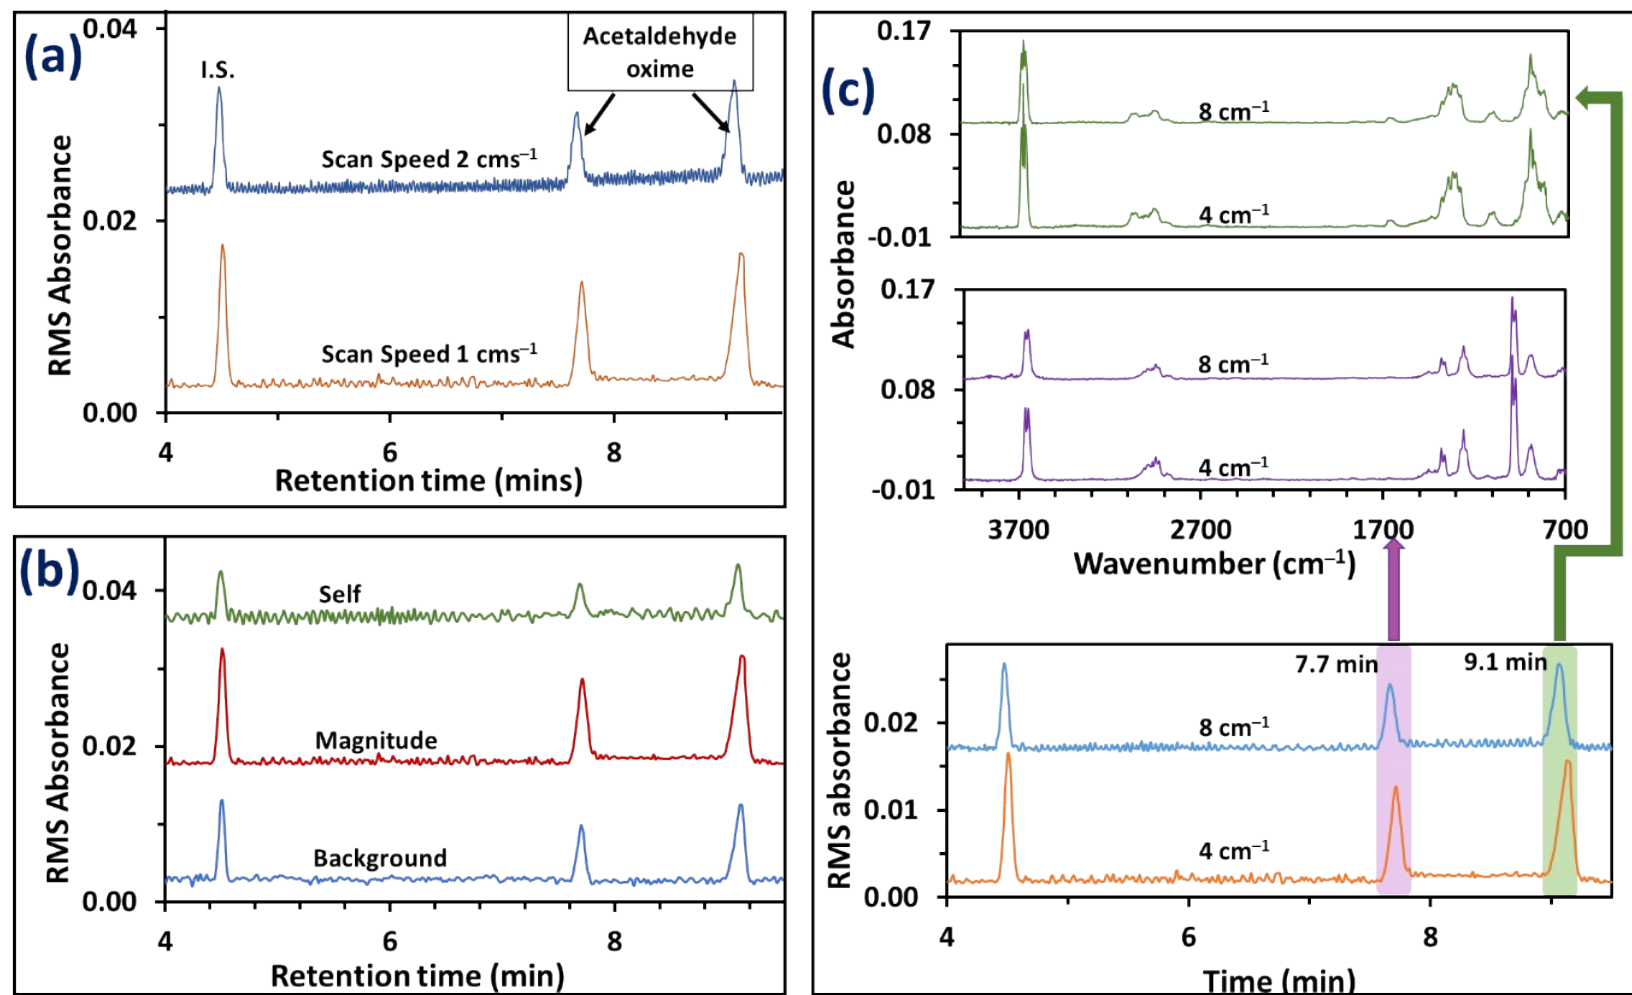 (a)
0.04
0.02
0.00
RMS Absorbance
I.S.
Acetaldehyde
oxime
Scan Speed 2 cms–1
Scan Speed 1 cms–1
4
6
8
Retention time (mins)
(b)
0.04
0.02
0.00
RMS Absorbance
Self
Magnitude
Background
4
6
8
Retention time (min)
(c)
0.17
0.08
-0.01
Absorbance
8 cm–1
4 cm–1
0.17
0.08
-0.01
8 cm–1
4 cm–1
3700
2700
1700
700
Wavenumber (cm–1)
7.7 min
9.1 min
0.02
0.01
0.00
RMS absorbance
8 cm–1
4 cm–1
4
6
8
Time (min)